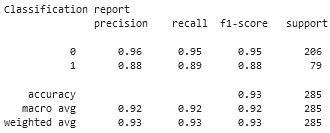 Classification report
precision recall f1-score support
0 0.96 0.95 0.95 206
1 0.88 0.89 0.88 79
accuracy 0.93 285
macro avg 0.92 0.92 0.92 285
weighted avg 0.93 0.93 0.93 285